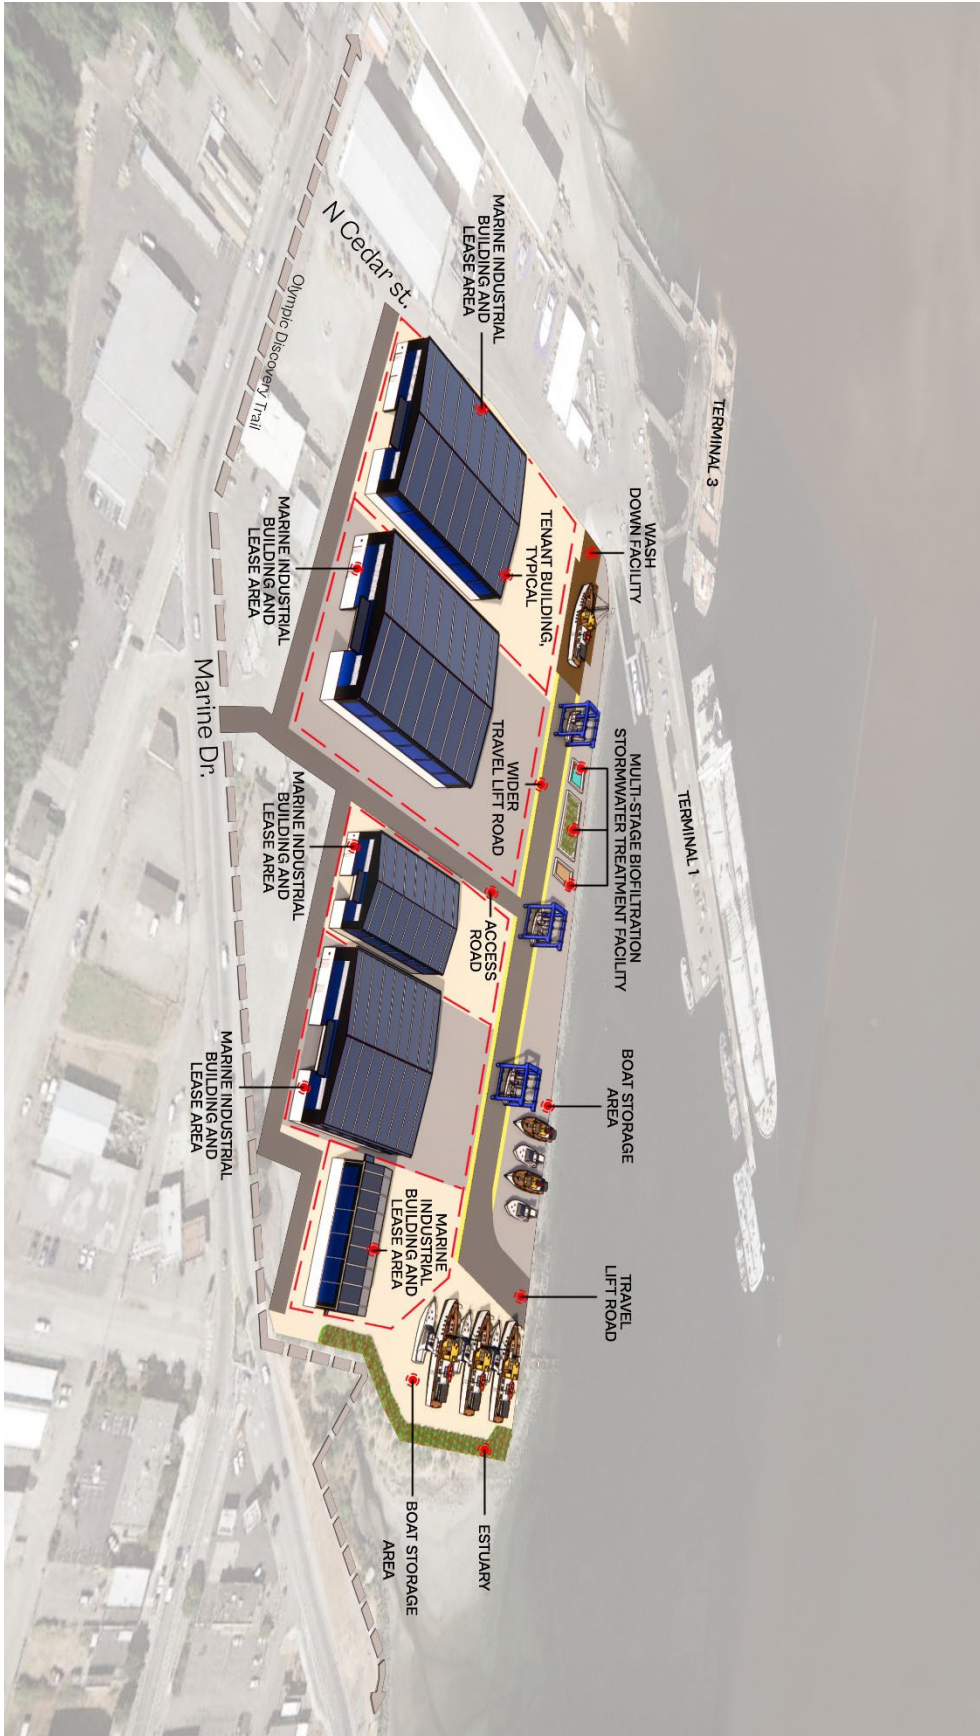 TERMINAL 3
TERMINAL 1
WASH
DOWN FACILITY
MULTI-STAGE BIOFILTRATION
STORMWATER TREATMENT FACILITY
BOAT STORAGE
AREA
TRAVEL
LIFT ROAD
MARINE INDUSTRIAL
BUILDING AND
LEASE AREA
TENANT BUILDING,
TYPICAL
WIDER
TRAVEL LIFT ROAD
ACCESS
ROAD
ESTUARY
BOAT STORAGE
AREA
MARINE
INDUSTRIAL
BUILDING AND
LEASE AREA
N Cedar st.
Olympic Discovery Trail
MARINE INDUSTRIAL
BUILDING AND
LEASE AREA
MARINE INDUSTRIAL
BUILDING AND
LEASE AREA
MARINE INDUSTRIAL
BUILDING AND
LEASE AREA
Marine Dr.